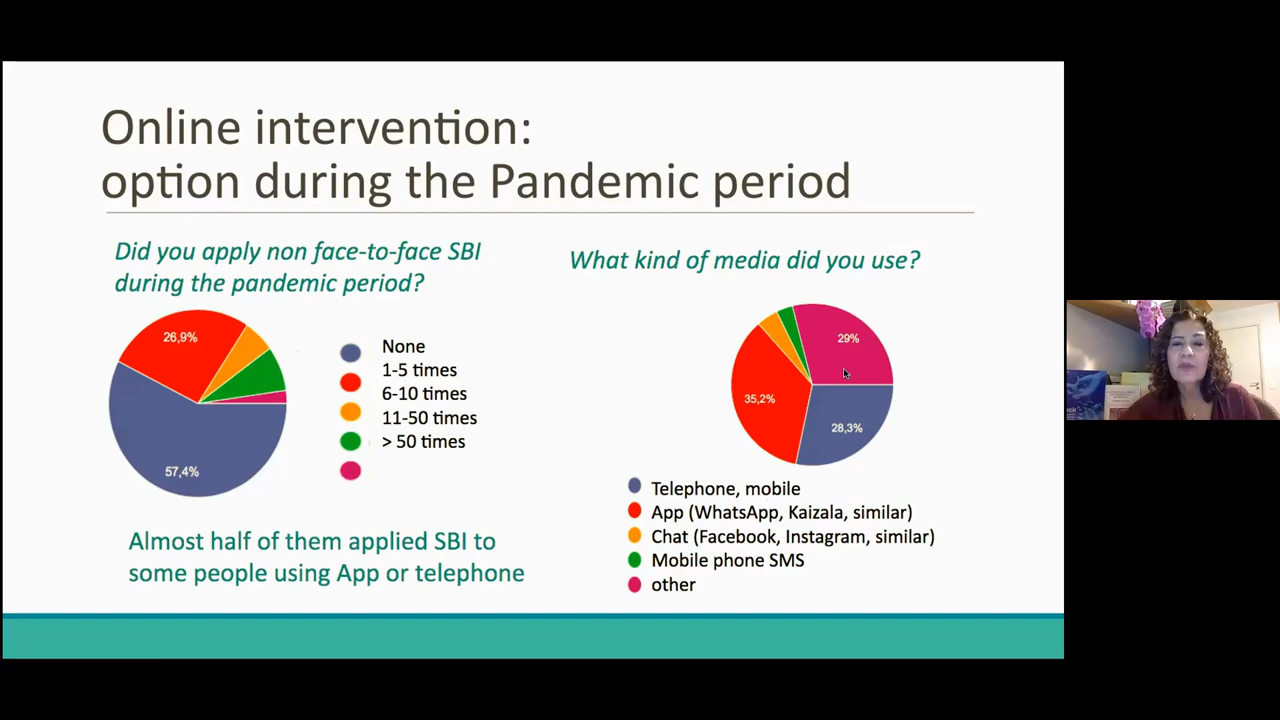 Online intervention:
option during the Pandemic period
Did you apply non face-to-face SBI
during the pandemic period?
26,9%
57,4%
None
1-5 times
6-10 times
11-50 times
> 50 times
Almost half of them applied SBI to
some people using App or telephone
What kind of media did you use?
29%
35,2%
28,3%
Telephone, mobile
App (WhatsApp, Kaizala, similar)
Chat (Facebook, Instagram, similar)
Mobile phone SMS
other